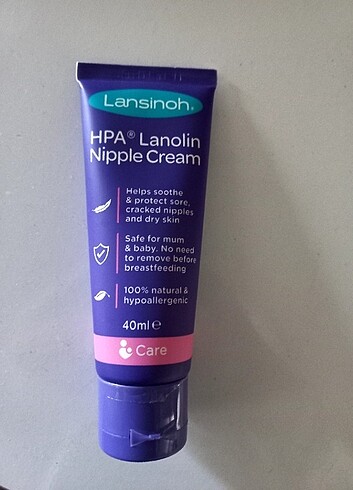 Lansinoh®
HPA® Lanolin
Nipple Cream
Helps soothe
& protect sore,
cracked nipples
and dry skin
Safe for mum
& baby. No need
to remove before
breastfeeding
100% natural &
hypoallergenic
40ml e
Care